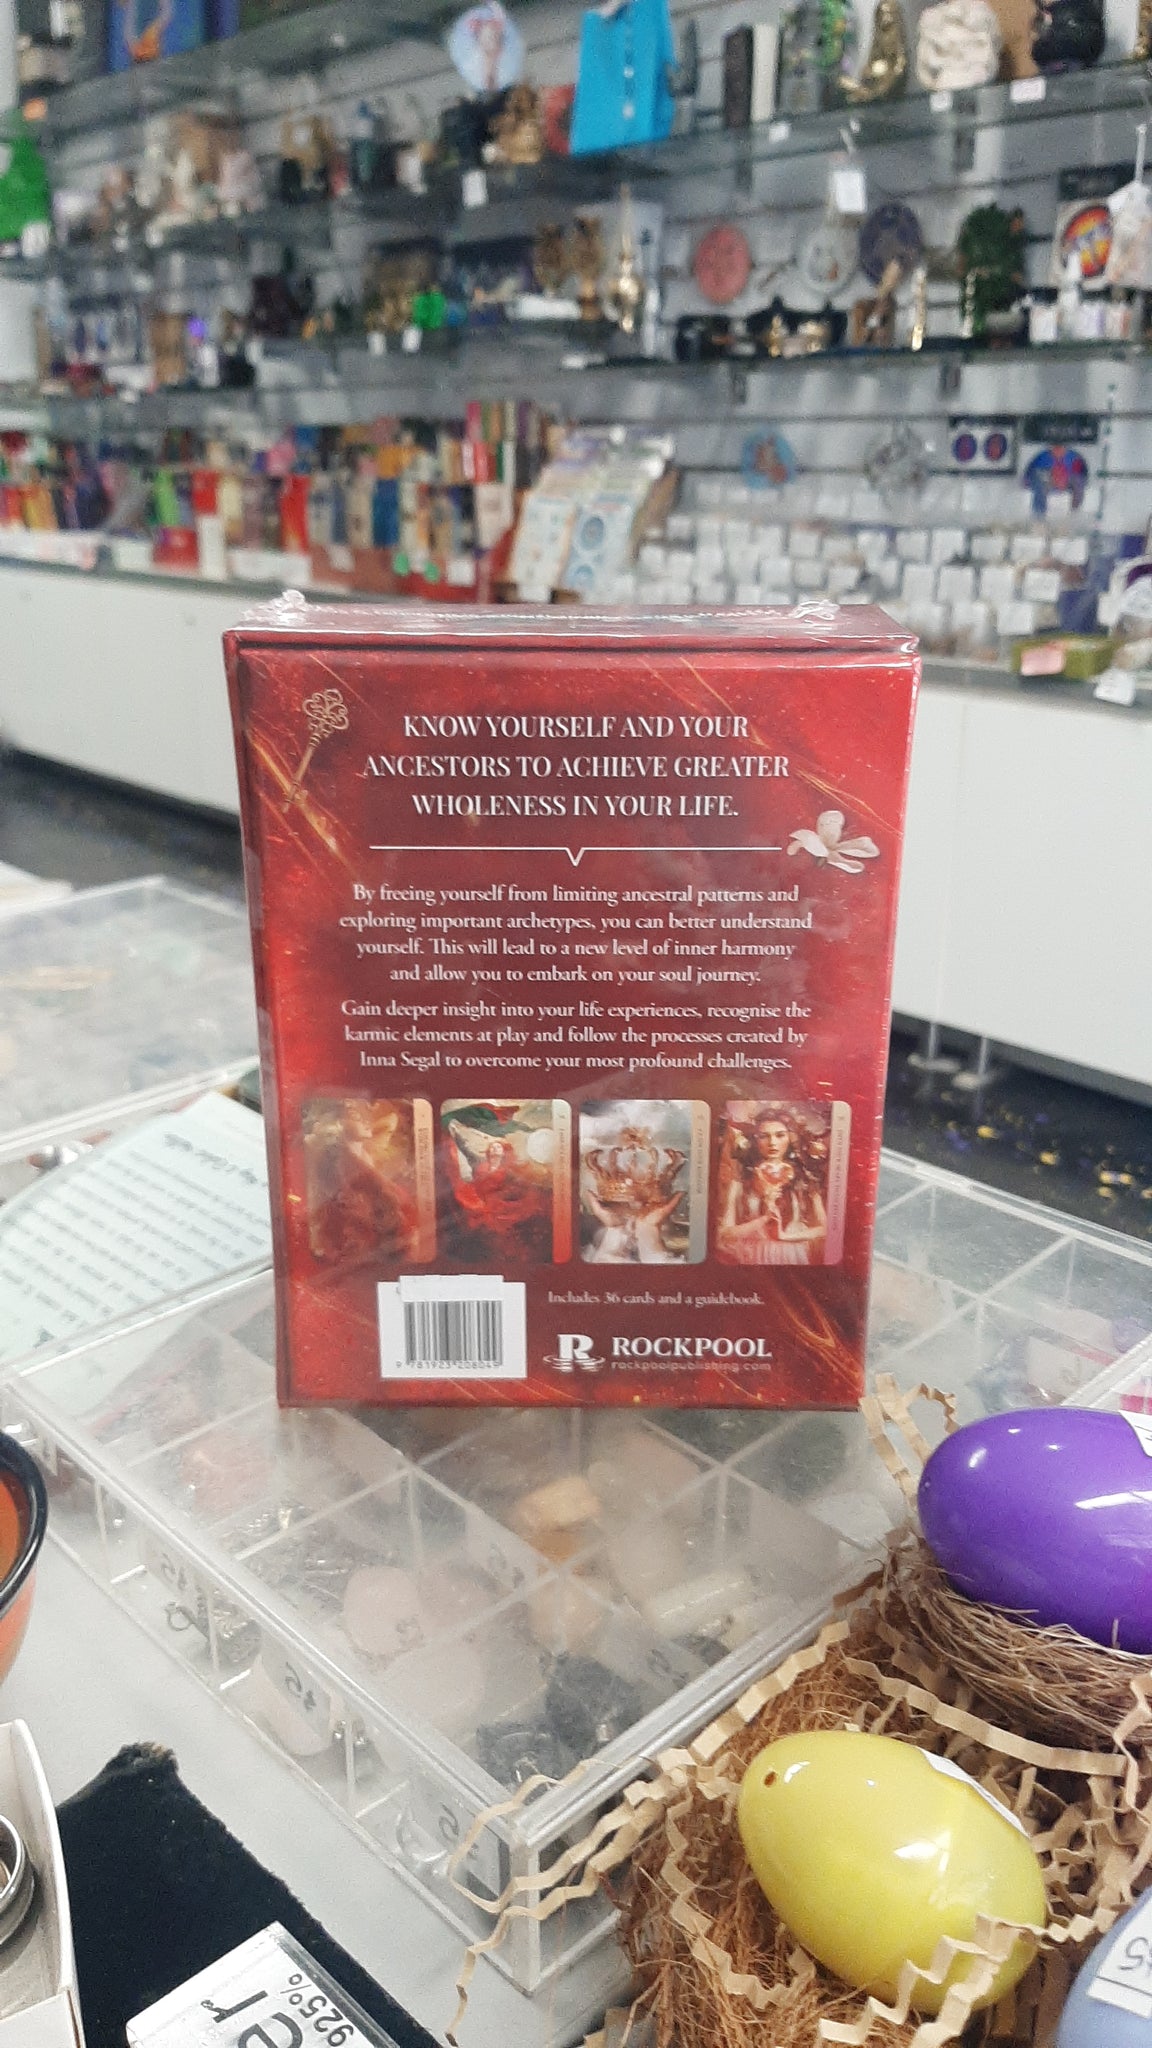 KNOW YOURSELF AND YOUR
ANCESTORS TO ACHIEVE GREATER
WHOLENESS IN YOUR LIFE.
By freeing yourself from limiting ancestral patterns and
exploring important archetypes, you can better understand
yourself. This will lead to a new level of inner harmony
and allow you to embark on your soul journey.
Gain deeper insight into your life experiences, recognise the
karmic elements at play and follow the processes created by
Inna Segal to overcome your most profound challenges.
Includes 36 cards and a guidebook.
ROCKPOOL
rockpoolpublishing.com
9 781923 208049
925%